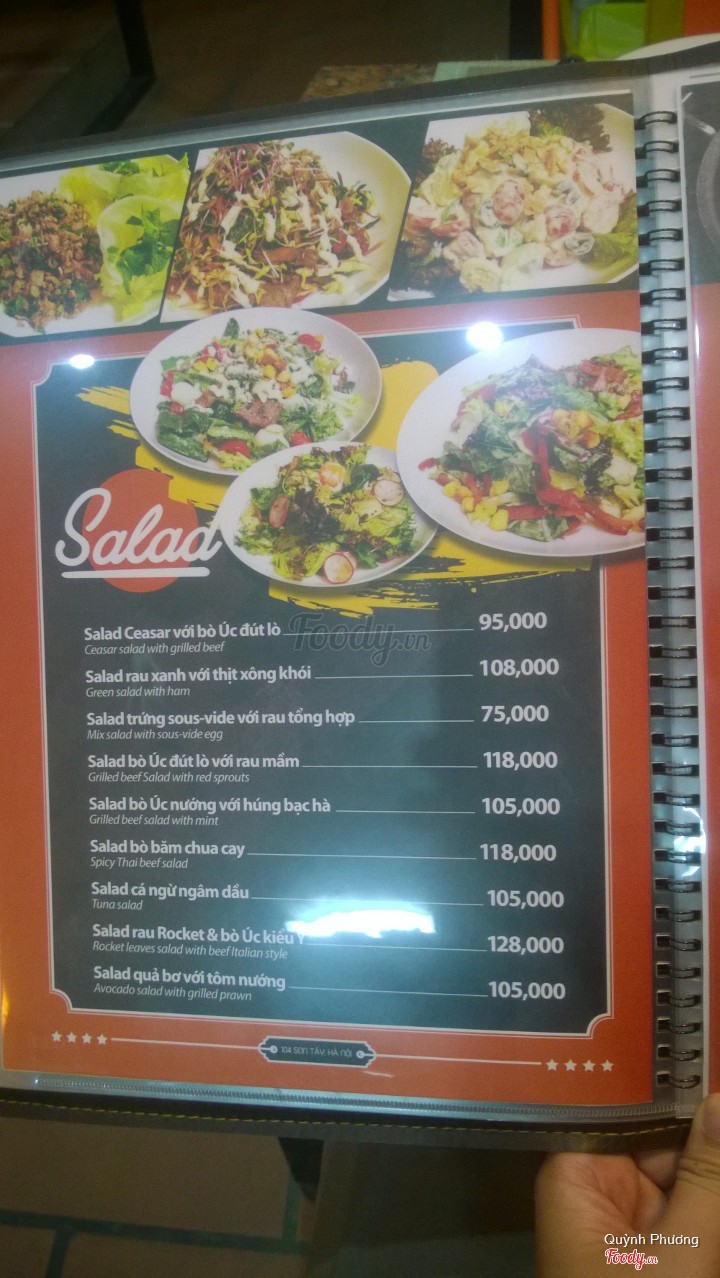 Salad
Foody.vn
Salad Ceasar với bò Úc đút lò 95,000
Ceasar salad with grilled beef
Salad rau xanh với thịt xông khói 108,000
Green salad with ham
Salad trứng sous-vide với rau tổng hợp 75,000
Mix salad with sous-vide egg
Salad bò Úc đút lò với rau mầm 118,000
Grilled beef Salad with red sprouts
Salad bò Úc nướng với húng bạc hà 105,000
Grilled beef salad with mint
Salad bò băm chua cay 118,000
Spicy Thai beef salad
Salad cá ngừ ngâm dầu 105,000
Tuna salad
Salad rau Rocket & bò Úc kiểu Ý 128,000
Rocket leaves salad with beef Italian style
Salad quả bơ với tôm nướng 105,000
Avocado salad with grilled prawn
104 SƠN TÂY, HÀ NỘI
Quỳnh Phương
Foody.vn